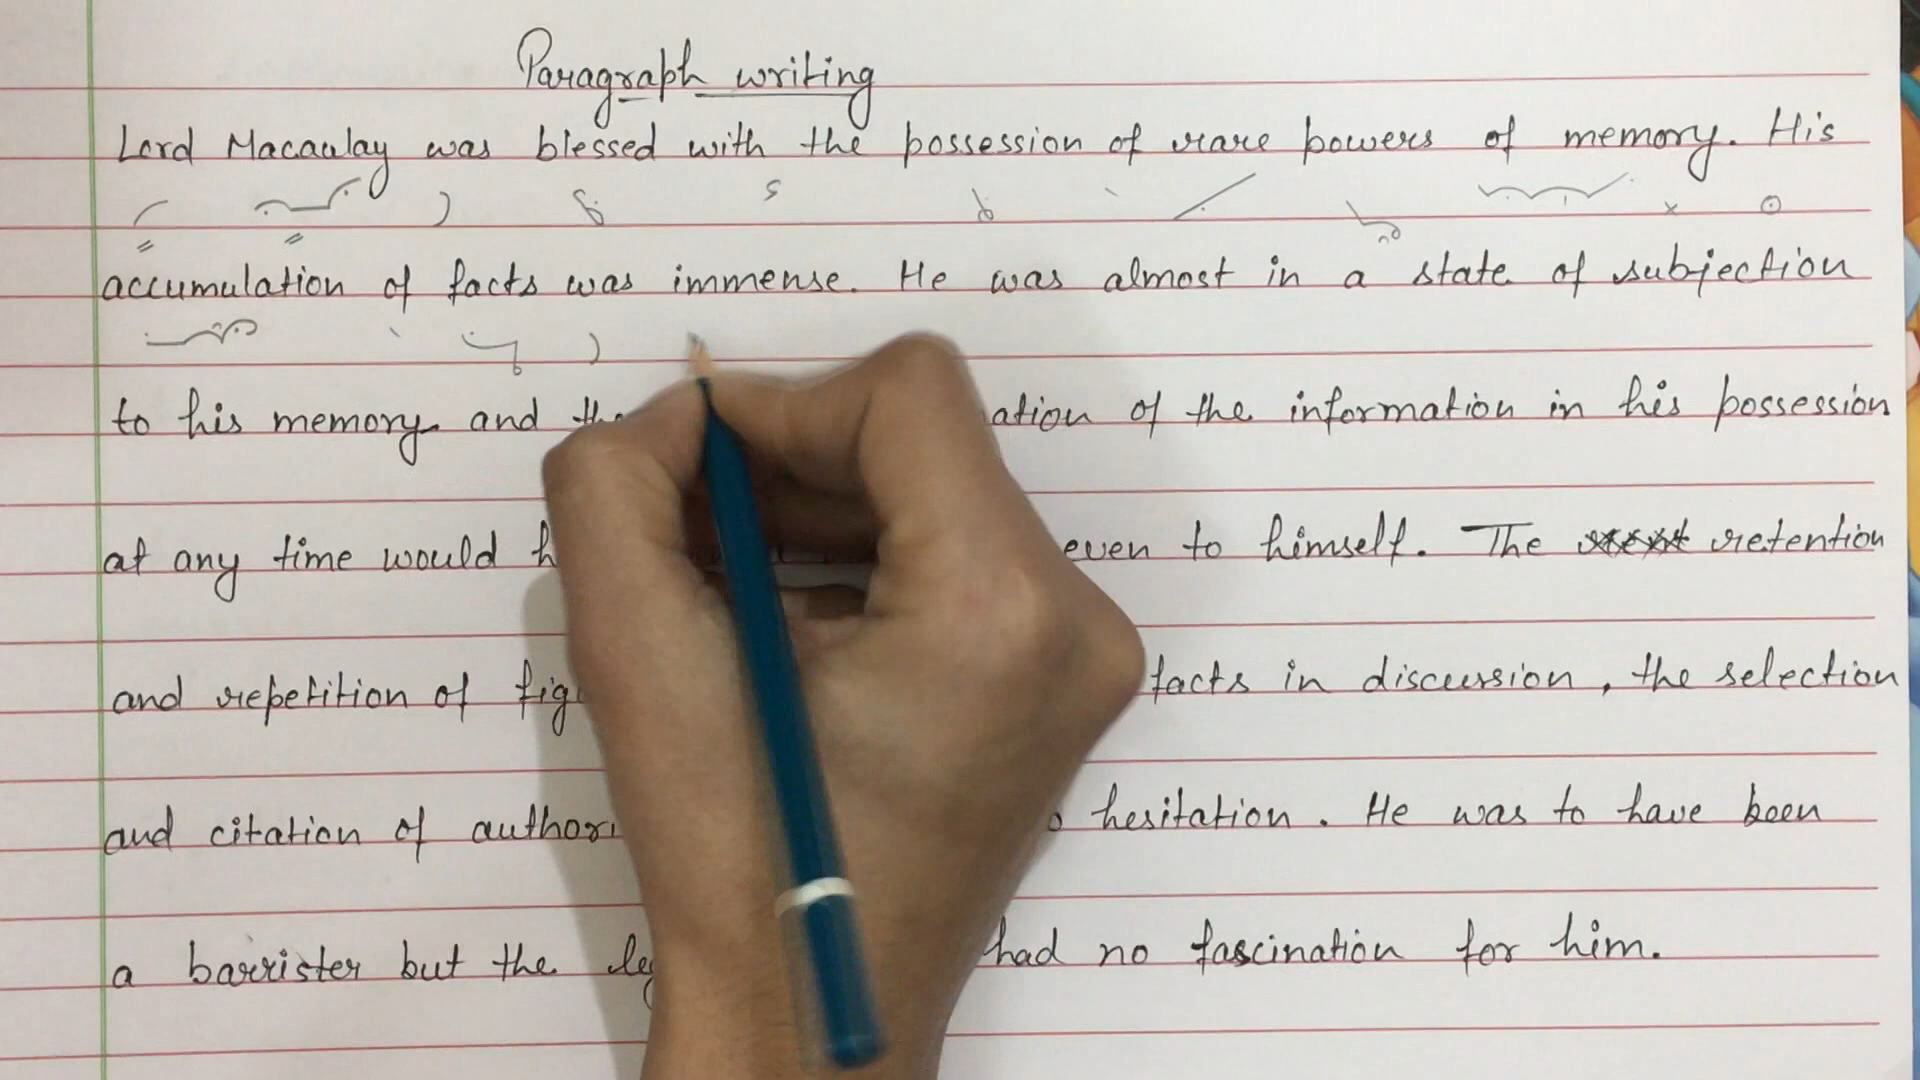 Paragraph writing
Lord Macaulay was blessed with the possession of rare powers of memory. His
accumulation of facts was immense. He was almost in a state of subjection
to his memory and of the information in his possession
at any time would even to himself. The retention
and repetition of facts in discussion, the selection
and citation of hesitation. He was to have been
a barrister but the had no fascination for him.